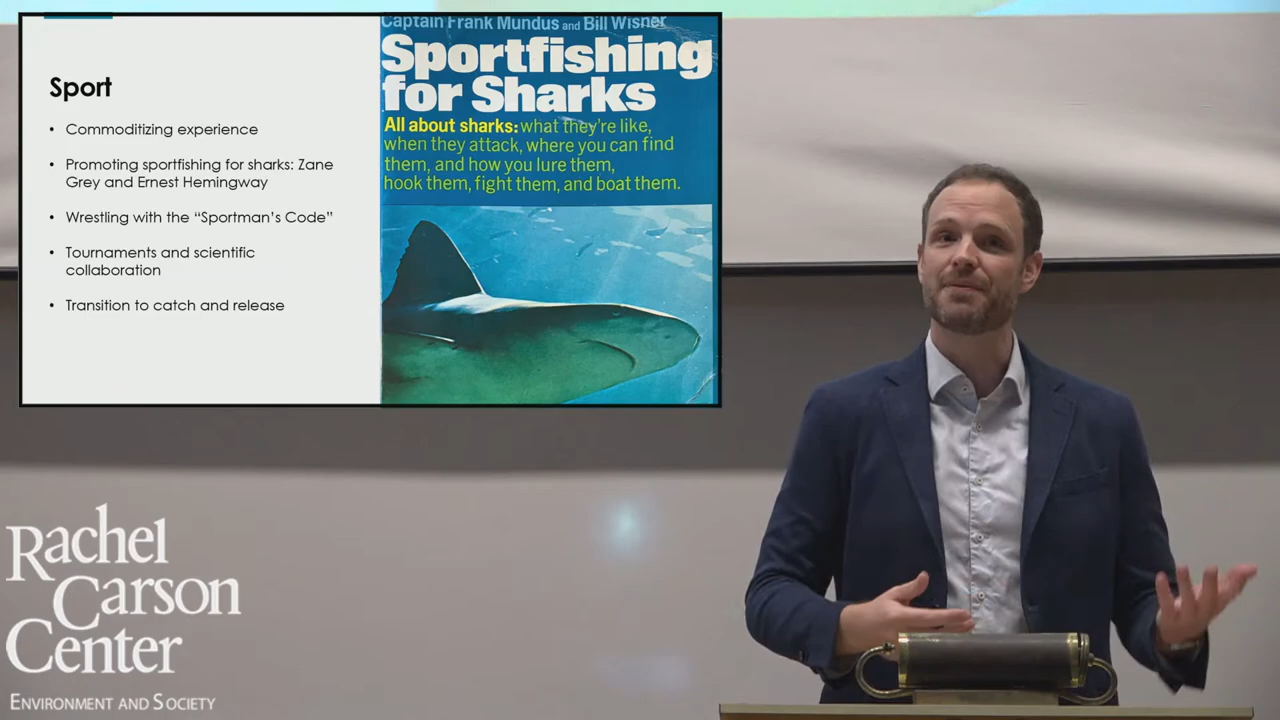 Sport
• Commoditizing experience
• Promoting sportfishing for sharks: Zane
Grey and Ernest Hemingway
• Wrestling with the “Sportman’s Code”
• Tournaments and scientific
collaboration
• Transition to catch and release
Captain Frank Mundus and Bill Wisner
Sportfishing
for Sharks
All about sharks: what they're like,
when they attack, where you can find
them, and how you lure them,
hook them, fight them, and boat them.
Rachel
Carson
Center
ENVIRONMENT AND SOCIETY